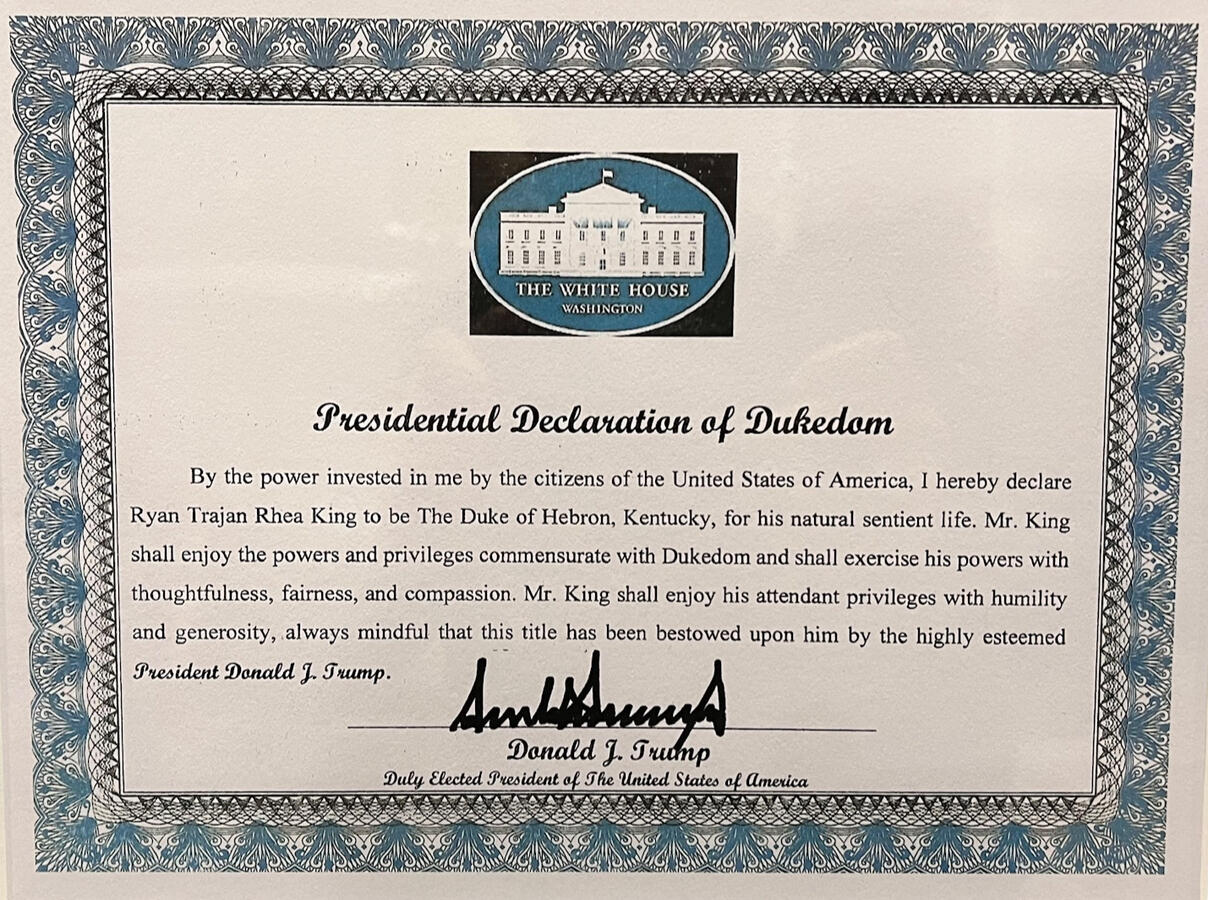 THE WHITE HOUSE
WASHINGTON
Presidential Declaration of Dukedom
By the power invested in me by the citizens of the United States of America, I hereby declare
Ryan Trajan Rhea King to be The Duke of Hebron, Kentucky, for his natural sentient life. Mr. King
shall enjoy the powers and privileges commensurate with Dukedom and shall exercise his powers with
thoughtfulness, fairness, and compassion. Mr. King shall enjoy his attendant privileges with humility
and generosity, always mindful that this title has been bestowed upon him by the highly esteemed
President Donald J. Trump.
Donald J. Trump
Duly Elected President of The United States of America